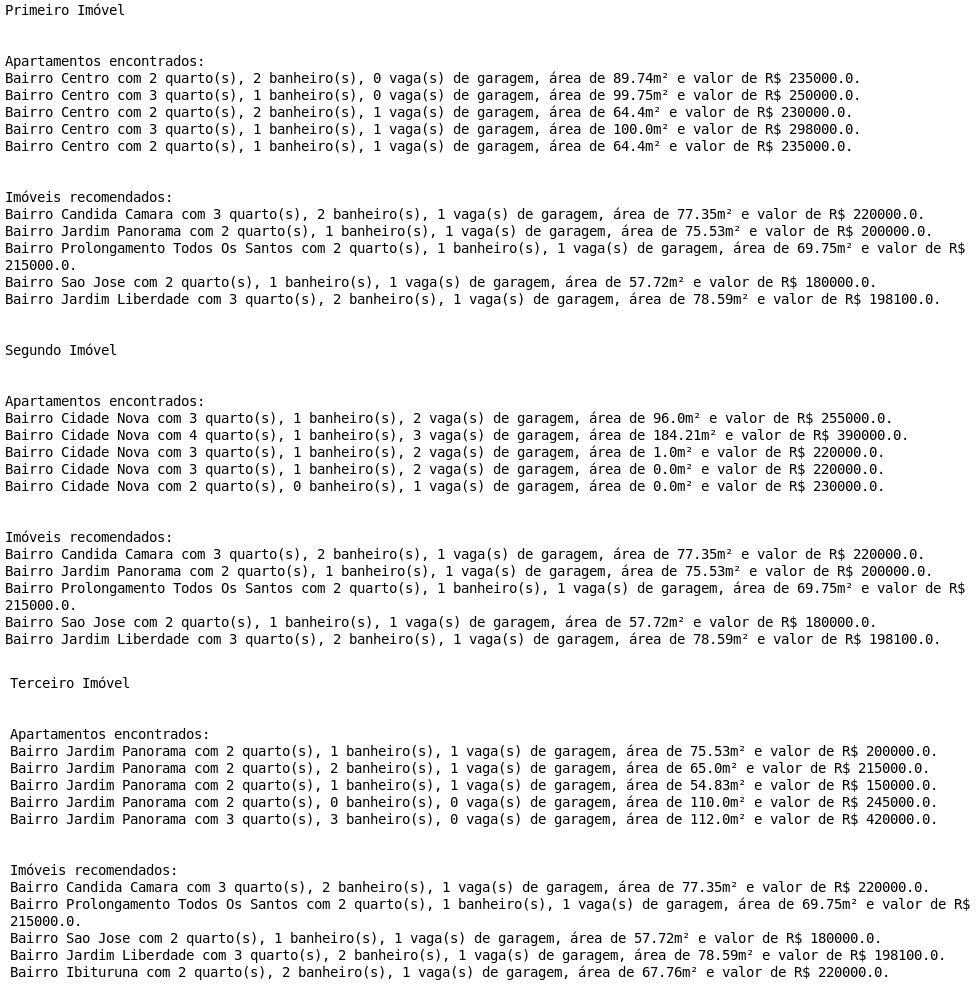 Primeiro Imóvel
Apartamentos encontrados:
Bairro Centro com 2 quarto(s), 2 banheiro(s), 0 vaga(s) de garagem, área de 89.74m² e valor de R$ 235000.0.
Bairro Centro com 3 quarto(s), 1 banheiro(s), 0 vaga(s) de garagem, área de 99.75m² e valor de R$ 250000.0.
Bairro Centro com 2 quarto(s), 2 banheiro(s), 1 vaga(s) de garagem, área de 64.4m² e valor de R$ 230000.0.
Bairro Centro com 3 quarto(s), 1 banheiro(s), 1 vaga(s) de garagem, área de 100.0m² e valor de R$ 298000.0.
Bairro Centro com 2 quarto(s), 1 banheiro(s), 1 vaga(s) de garagem, área de 64.4m² e valor de R$ 235000.0.
Imóveis recomendados:
Bairro Candida Camara com 3 quarto(s), 2 banheiro(s), 1 vaga(s) de garagem, área de 77.35m² e valor de R$ 220000.0.
Bairro Jardim Panorama com 2 quarto(s), 1 banheiro(s), 1 vaga(s) de garagem, área de 75.53m² e valor de R$ 200000.0.
Bairro Prolongamento Todos Os Santos com 2 quarto(s), 1 banheiro(s), 1 vaga(s) de garagem, área de 69.75m² e valor de R$
215000.0.
Bairro Sao Jose com 2 quarto(s), 1 banheiro(s), 1 vaga(s) de garagem, área de 57.72m² e valor de R$ 180000.0.
Bairro Jardim Liberdade com 3 quarto(s), 2 banheiro(s), 1 vaga(s) de garagem, área de 78.59m² e valor de R$ 198100.0.
Segundo Imóvel
Apartamentos encontrados:
Bairro Cidade Nova com 3 quarto(s), 1 banheiro(s), 2 vaga(s) de garagem, área de 96.0m² e valor de R$ 255000.0.
Bairro Cidade Nova com 4 quarto(s), 1 banheiro(s), 3 vaga(s) de garagem, área de 184.21m² e valor de R$ 390000.0.
Bairro Cidade Nova com 3 quarto(s), 1 banheiro(s), 2 vaga(s) de garagem, área de 1.0m² e valor de R$ 220000.0.
Bairro Cidade Nova com 3 quarto(s), 1 banheiro(s), 2 vaga(s) de garagem, área de 0.0m² e valor de R$ 220000.0.
Bairro Cidade Nova com 2 quarto(s), 0 banheiro(s), 1 vaga(s) de garagem, área de 0.0m² e valor de R$ 230000.0.
Imóveis recomendados:
Bairro Candida Camara com 3 quarto(s), 2 banheiro(s), 1 vaga(s) de garagem, área de 77.35m² e valor de R$ 220000.0.
Bairro Jardim Panorama com 2 quarto(s), 1 banheiro(s), 1 vaga(s) de garagem, área de 75.53m² e valor de R$ 200000.0.
Bairro Prolongamento Todos Os Santos com 2 quarto(s), 1 banheiro(s), 1 vaga(s) de garagem, área de 69.75m² e valor de R$
215000.0.
Bairro Sao Jose com 2 quarto(s), 1 banheiro(s), 1 vaga(s) de garagem, área de 57.72m² e valor de R$ 180000.0.
Bairro Jardim Liberdade com 3 quarto(s), 2 banheiro(s), 1 vaga(s) de garagem, área de 78.59m² e valor de R$ 198100.0.
Terceiro Imóvel
Apartamentos encontrados:
Bairro Jardim Panorama com 2 quarto(s), 1 banheiro(s), 1 vaga(s) de garagem, área de 75.53m² e valor de R$ 200000.0.
Bairro Jardim Panorama com 2 quarto(s), 2 banheiro(s), 1 vaga(s) de garagem, área de 65.0m² e valor de R$ 215000.0.
Bairro Jardim Panorama com 2 quarto(s), 1 banheiro(s), 1 vaga(s) de garagem, área de 54.83m² e valor de R$ 150000.0.
Bairro Jardim Panorama com 2 quarto(s), 0 banheiro(s), 0 vaga(s) de garagem, área de 110.0m² e valor de R$ 245000.0.
Bairro Jardim Panorama com 3 quarto(s), 3 banheiro(s), 0 vaga(s) de garagem, área de 112.0m² e valor de R$ 420000.0.
Imóveis recomendados:
Bairro Candida Camara com 3 quarto(s), 2 banheiro(s), 1 vaga(s) de garagem, área de 77.35m² e valor de R$ 220000.0.
Bairro Prolongamento Todos Os Santos com 2 quarto(s), 1 banheiro(s), 1 vaga(s) de garagem, área de 69.75m² e valor de R$
215000.0.
Bairro Sao Jose com 2 quarto(s), 1 banheiro(s), 1 vaga(s) de garagem, área de 57.72m² e valor de R$ 180000.0.
Bairro Jardim Liberdade com 3 quarto(s), 2 banheiro(s), 1 vaga(s) de garagem, área de 78.59m² e valor de R$ 198100.0.
Bairro Ibituruna com 2 quarto(s), 2 banheiro(s), 1 vaga(s) de garagem, área de 67.76m² e valor de R$ 220000.0.